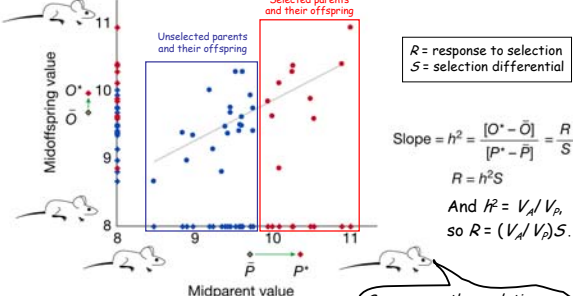 Selected parents
and their offspring
Unselected parents
and their offspring
R = response to selection
S = selection differential
Midoffspring value
11
10
9
8
O*
Ō
8
9
10
11
P̄
P*
Midparent value
Slope = h² = [O* – Ō] / [P* – P̄] = R / S
R = h²S
And h² = V_A/V_P,
so R = (V_A/V_P)S.